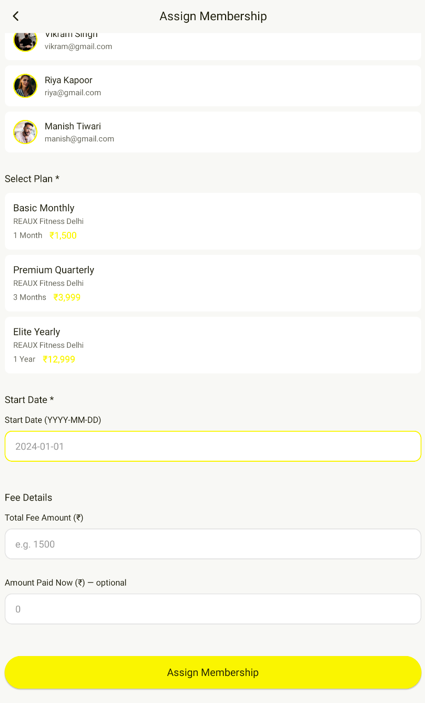 Assign Membership
Vikram Singh
vikram@gmail.com
Riya Kapoor
riya@gmail.com
Manish Tiwari
manish@gmail.com
Select Plan *
Basic Monthly
REAUX Fitness Delhi
1 Month ₹1,500
Premium Quarterly
REAUX Fitness Delhi
3 Months ₹3,999
Elite Yearly
REAUX Fitness Delhi
1 Year ₹12,999
Start Date *
Start Date (YYYY-MM-DD)
2024-01-01
Fee Details
Total Fee Amount (₹)
e.g. 1500
Amount Paid Now (₹) — optional
0
Assign Membership